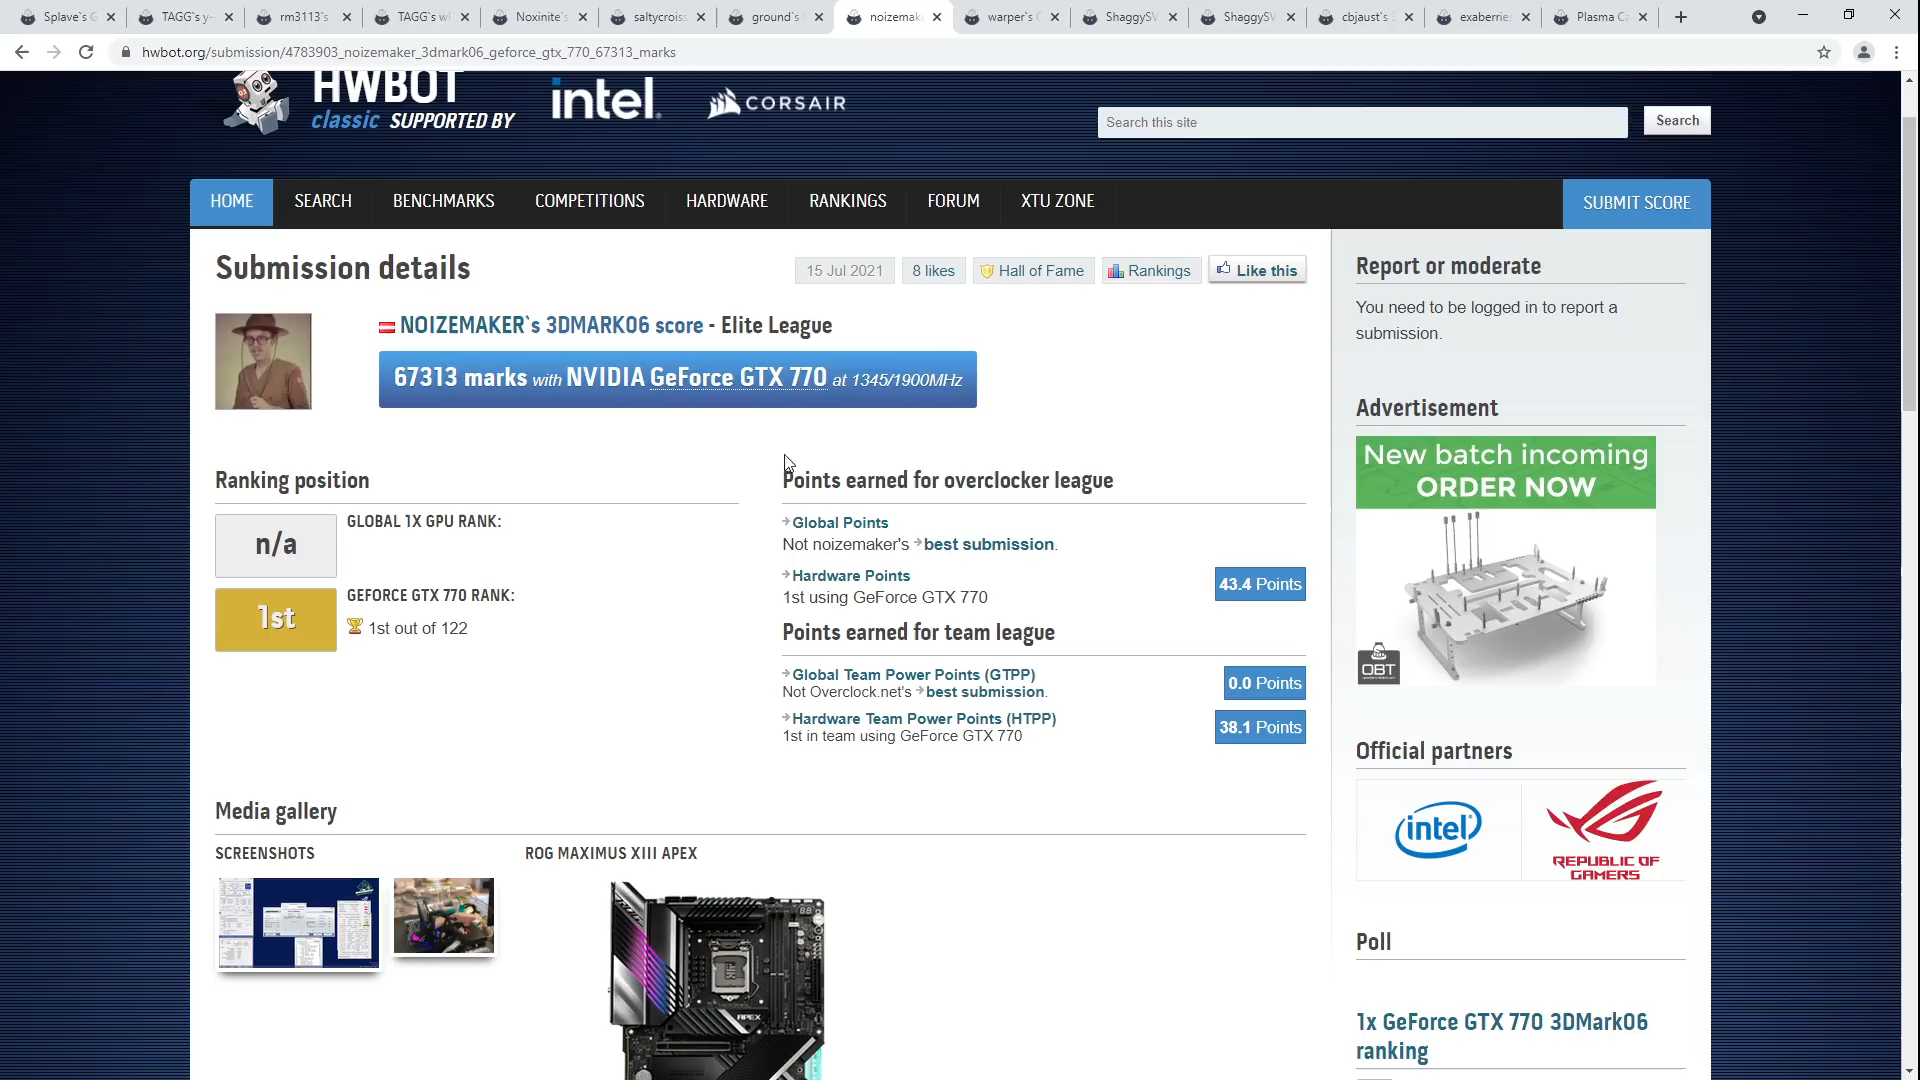 Splave`s G
TAGG`s y-
rm3113`s
TAGG`s wl
Noxinite`s
saltycroiss
ground`s
noizemak
warper`s
ShaggySV
ShaggySV
cbjaust`s
exaberrie
Plasma Ca
hwbot.org/submission/4783903_noizemaker_3dmark06_geforce_gtx_770_67313_marks
HWBOT
classic SUPPORTED BY
intel.
CORSAIR
Search this site
Search
HOME
SEARCH
BENCHMARKS
COMPETITIONS
HARDWARE
RANKINGS
FORUM
XTU ZONE
SUBMIT SCORE
Submission details
15 Jul 2021
8 likes
Hall of Fame
Rankings
Like this
NOIZEMAKER`s 3DMARK06 score - Elite League
67313 marks with NVIDIA GeForce GTX 770 at 1345/1900MHz
Ranking position
n/a
GLOBAL 1X GPU RANK:
1st
GEFORCE GTX 770 RANK:
1st out of 122
Points earned for overclocker league
Global Points
Not noizemaker's best submission.
Hardware Points
1st using GeForce GTX 770
43.4 Points
Points earned for team league
Global Team Power Points (GTPP)
Not Overclock.net's best submission.
0.0 Points
Hardware Team Power Points (HTPP)
1st in team using GeForce GTX 770
38.1 Points
Media gallery
SCREENSHOTS
ROG MAXIMUS XIII APEX
APEX
Report or moderate
You need to be logged in to report a
submission.
Advertisement
New batch incoming
ORDER NOW
OBT
Official partners
intel
REPUBLIC OF
GAMERS
Poll
1x GeForce GTX 770 3DMark06
ranking